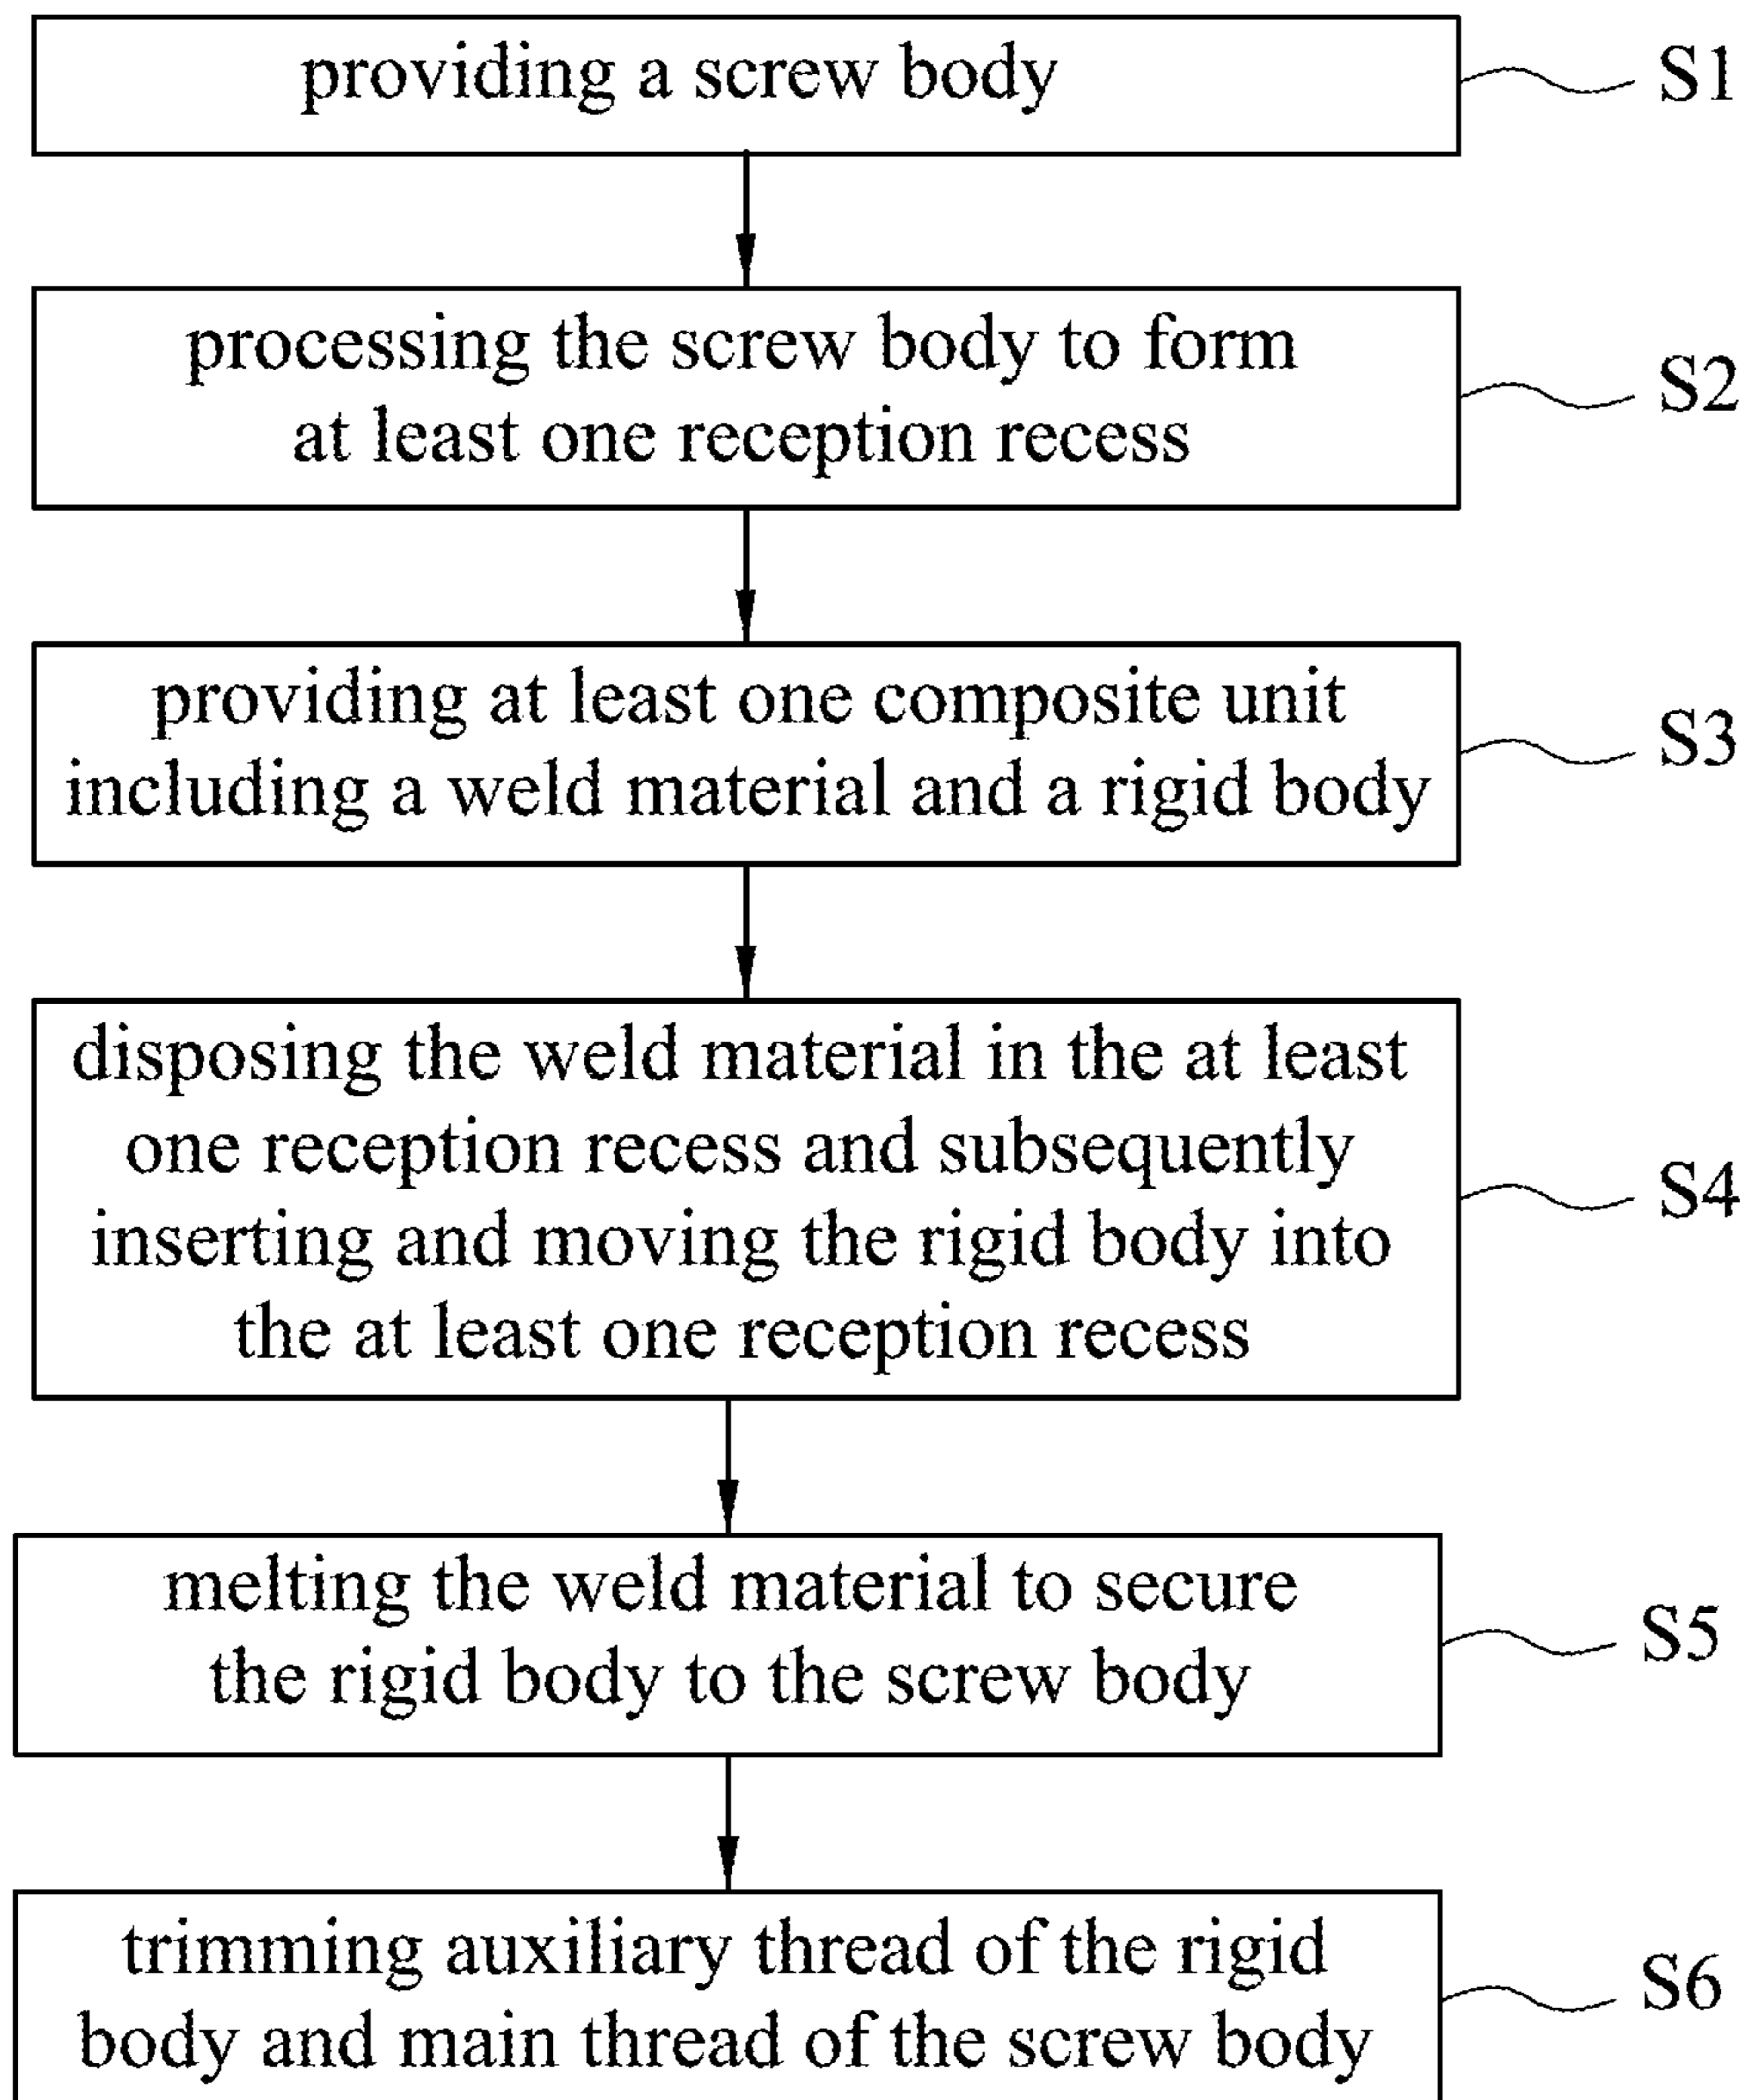 providing a screw body
S1
processing the screw body to form
at least one reception recess
S2
providing at least one composite unit
including a weld material and a rigid body
S3
disposing the weld material in the at least
one reception recess and subsequently
inserting and moving the rigid body into
the at least one reception recess
S4
melting the weld material to secure
the rigid body to the screw body
S5
trimming auxiliary thread of the rigid
body and main thread of the screw body
S6